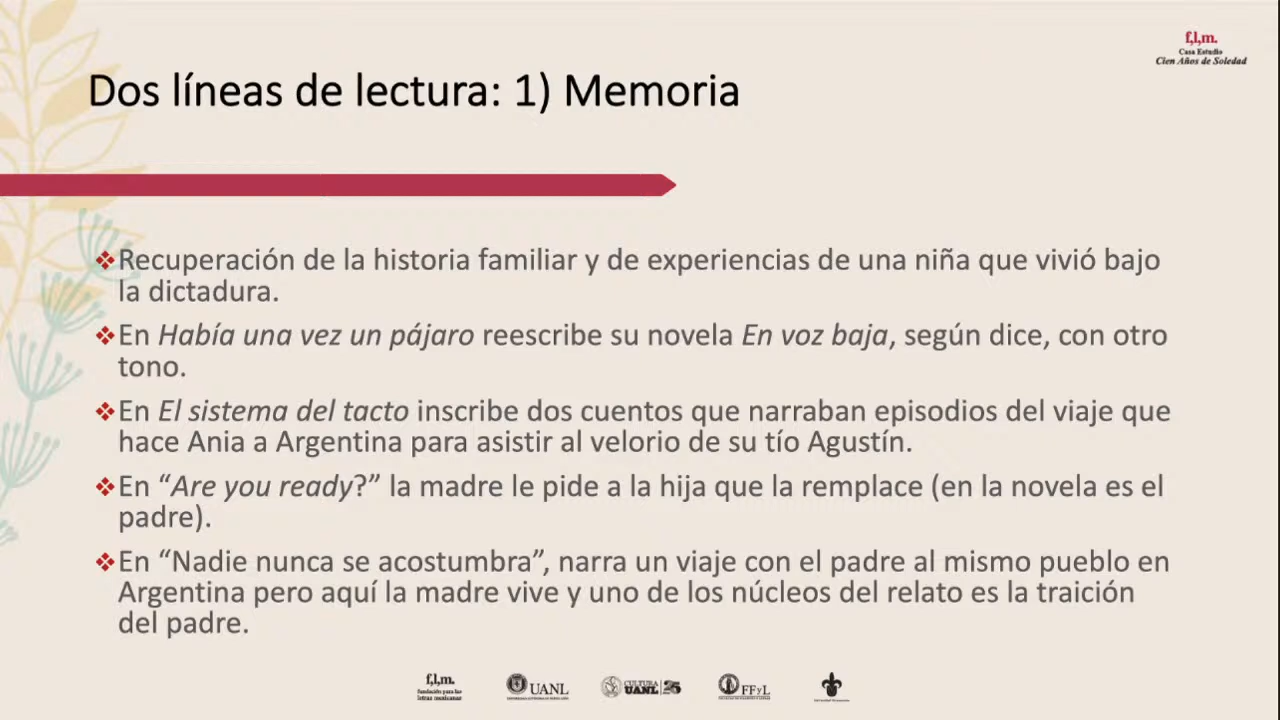 f,l,m.
Casa Estudio
Cien Años de Soledad
Dos líneas de lectura: 1) Memoria
❖Recuperación de la historia familiar y de experiencias de una niña que vivió bajo
la dictadura.
❖En Había una vez un pájaro reescribe su novela En voz baja, según dice, con otro
tono.
❖En El sistema del tacto inscribe dos cuentos que narraban episodios del viaje que
hace Ania a Argentina para asistir al velorio de su tío Agustín.
❖En “Are you ready?” la madre le pide a la hija que la remplace (en la novela es el
padre).
❖En “Nadie nunca se acostumbra”, narra un viaje con el padre al mismo pueblo en
Argentina pero aquí la madre vive y uno de los núcleos del relato es la traición
del padre.
f,l,m.
fundación para las
letras mexicanas
UANL
CULTURA
UANL
FFyL